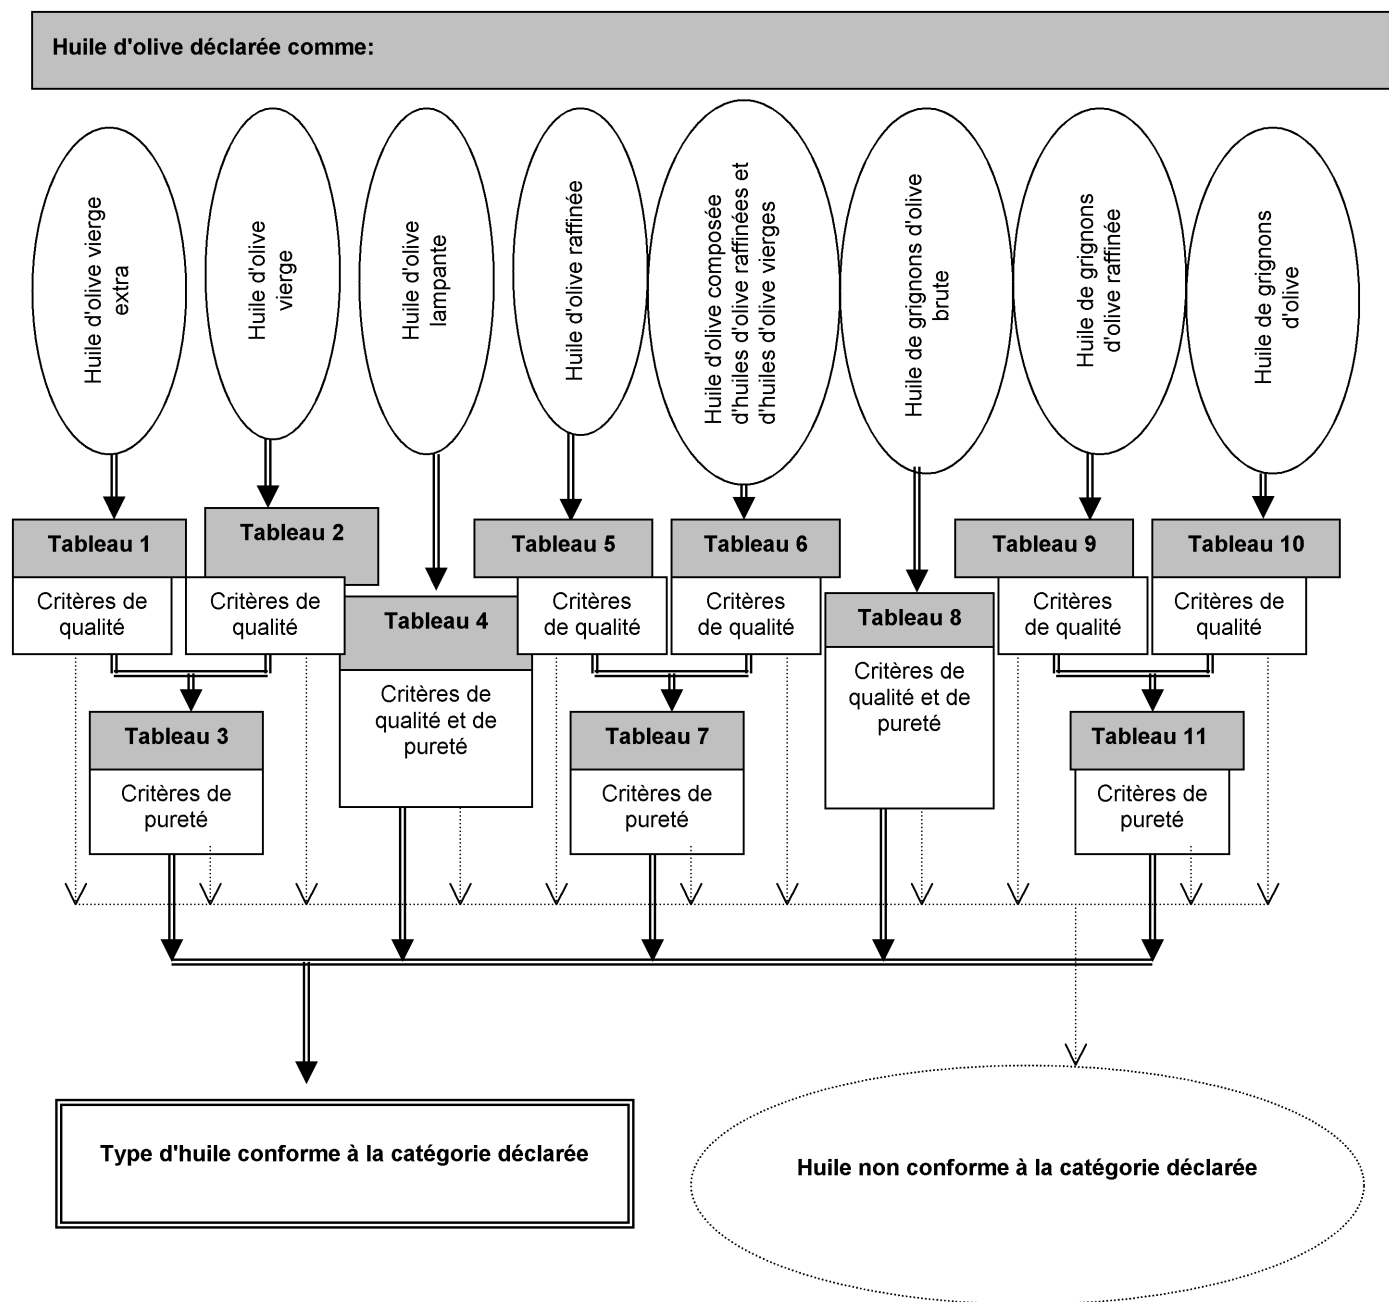 Huile d'olive déclarée comme:
Huile d'olive vierge
extra
Huile d'olive
vierge
Huile d'olive
lampante
Huile d'olive raffinée
Huile d'olive composée
d'huiles d'olive raffinées et
d'huiles d'olive vierges
Huile de grignons d'olive
brute
Huile de grignons
d'olive raffinée
Huile de grignons
d'olive
Tableau 1
Critères de
qualité
Tableau 2
Critères de
qualité
Tableau 4
Critères de
qualité et de
pureté
Tableau 5
Critères
de qualité
Tableau 6
Critères
de qualité
Tableau 8
Critères de
qualité et de
pureté
Tableau 9
Critères
de qualité
Tableau 10
Critères de
qualité
Tableau 3
Critères de
pureté
Tableau 7
Critères de
pureté
Tableau 11
Critères de
pureté
Type d'huile conforme à la catégorie déclarée
Huile non conforme à la catégorie déclarée